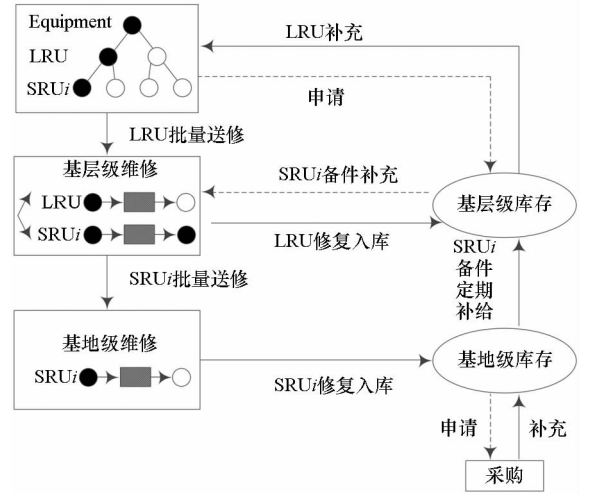 Equipment
LRU
SRUi
LRU补充
申请
LRU批量送修
基层级维修
LRU
SRUi
SRUi备件补充
LRU修复入库
基层级库存
SRUi批量送修
SRUi
备件
定期
补给
基地级维修
SRUi
SRUi修复入库
基地级库存
申请
补充
采购